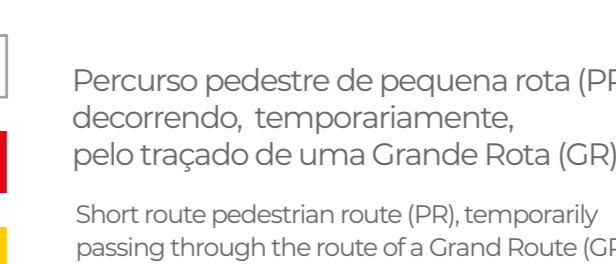 Percurso pedestre de pequena rota (PR
decorrendo, temporariamente,
pelo traçado de uma Grande Rota (GR)
Short route pedestrian route (PR), temporarily
passing through the route of a Grand Route (GR